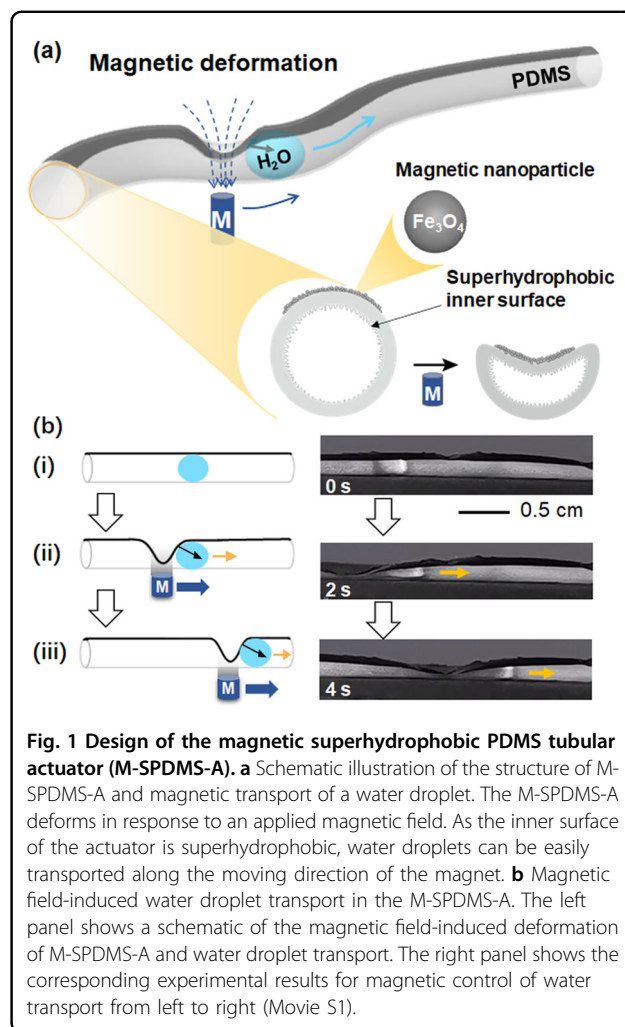 (a)
Magnetic deformation
PDMS
H₂O
M
Magnetic nanoparticle
Fe₃O₄
Superhydrophobic
inner surface
M
(b)
(i)
0 s
0.5 cm
(ii)
M
2 s
(iii)
M
4 s
Fig. 1 Design of the magnetic superhydrophobic PDMS tubular
actuator (M-SPDMS-A). a Schematic illustration of the structure of M-
SPDMS-A and magnetic transport of a water droplet. The M-SPDMS-A
deforms in response to an applied magnetic field. As the inner surface
of the actuator is superhydrophobic, water droplets can be easily
transported along the moving direction of the magnet. b Magnetic
field-induced water droplet transport in the M-SPDMS-A. The left
panel shows a schematic of the magnetic field-induced deformation
of M-SPDMS-A and water droplet transport. The right panel shows the
corresponding experimental results for magnetic control of water
transport from left to right (Movie S1).